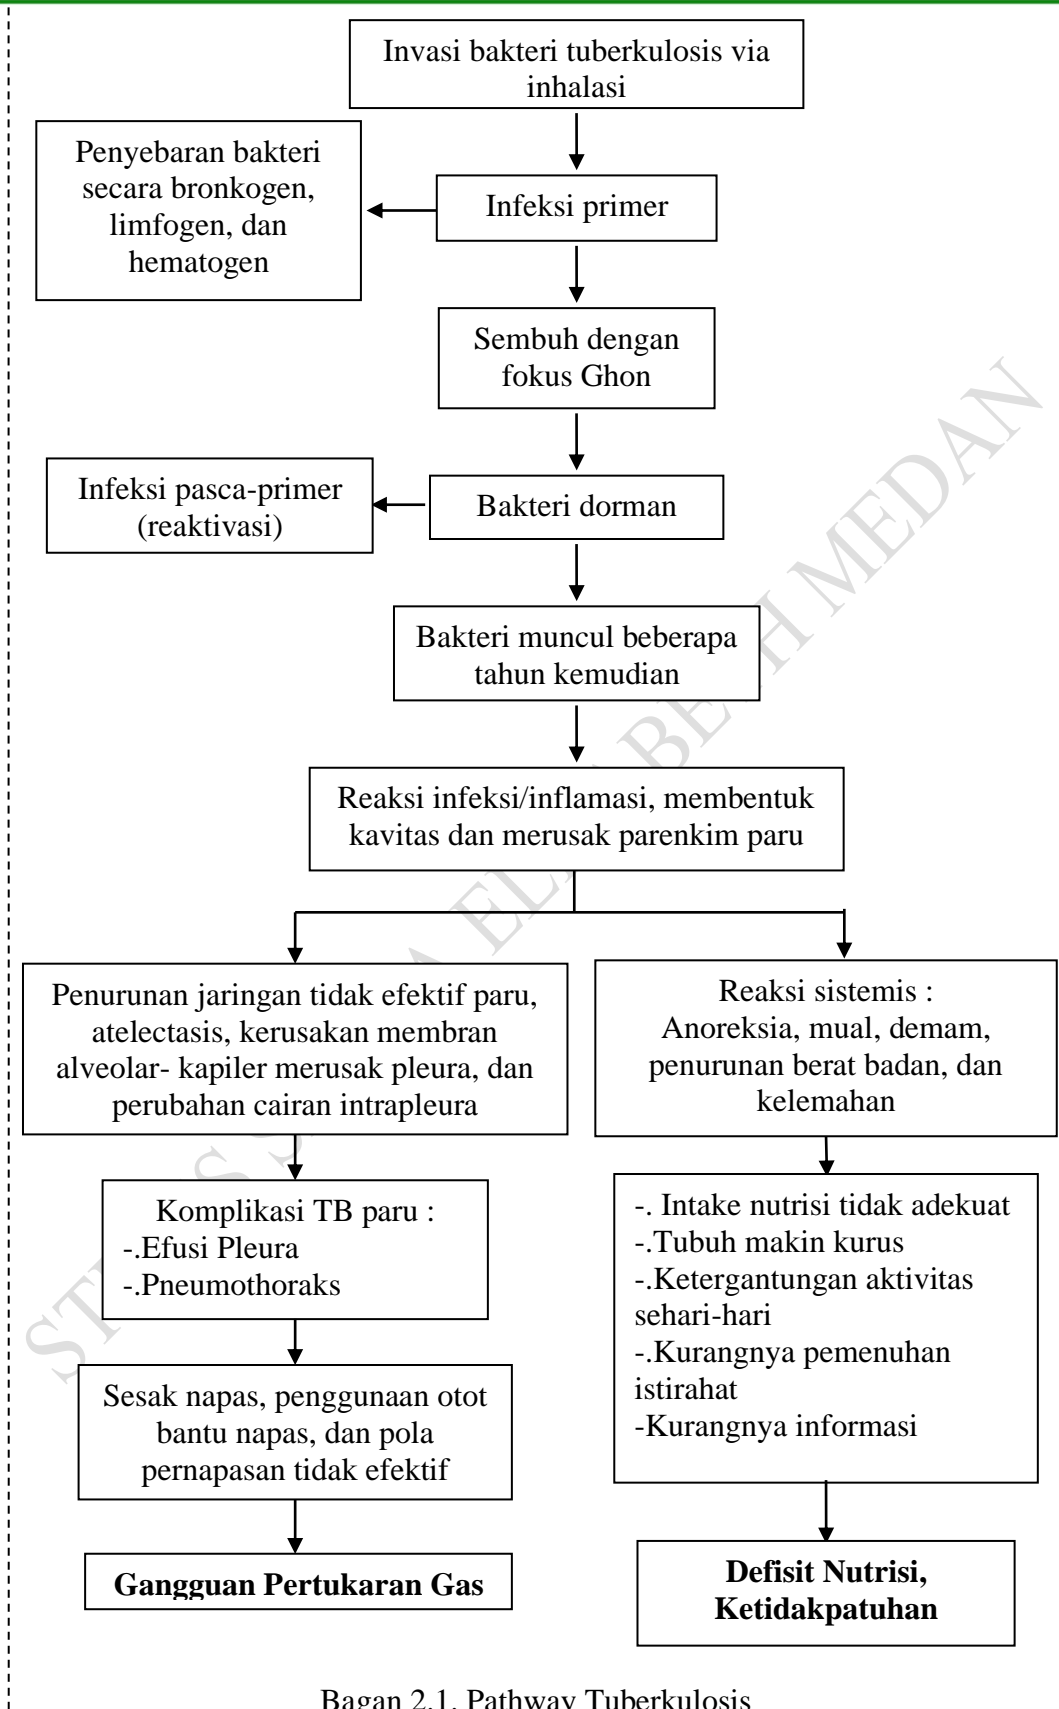 Invasi bakteri tuberkulosis via
inhalasi
Penyebaran bakteri
secara bronkogen,
limfogen, dan
hematogen
Infeksi primer
Sembuh dengan
fokus Ghon
Infeksi pasca-primer
(reaktivasi)
Bakteri dorman
Bakteri muncul beberapa
tahun kemudian
Reaksi infeksi/inflamasi, membentuk
kavitas dan merusak parenkim paru
Penurunan jaringan tidak efektif paru,
atelectasis, kerusakan membran
alveolar- kapiler merusak pleura, dan
perubahan cairan intrapleura
Reaksi sistemis :
Anoreksia, mual, demam,
penurunan berat badan, dan
kelemahan
Komplikasi TB paru :
-.Efusi Pleura
-.Pneumothoraks
-. Intake nutrisi tidak adekuat
-.Tubuh makin kurus
-.Ketergantungan aktivitas
sehari-hari
-.Kurangnya pemenuhan
istirahat
-Kurangnya informasi
Sesak napas, penggunaan otot
bantu napas, dan pola
pernapasan tidak efektif
Gangguan Pertukaran Gas
Defisit Nutrisi,
Ketidakpatuhan
Bagan 2.1. Pathway Tuberkulosis
MEDAN